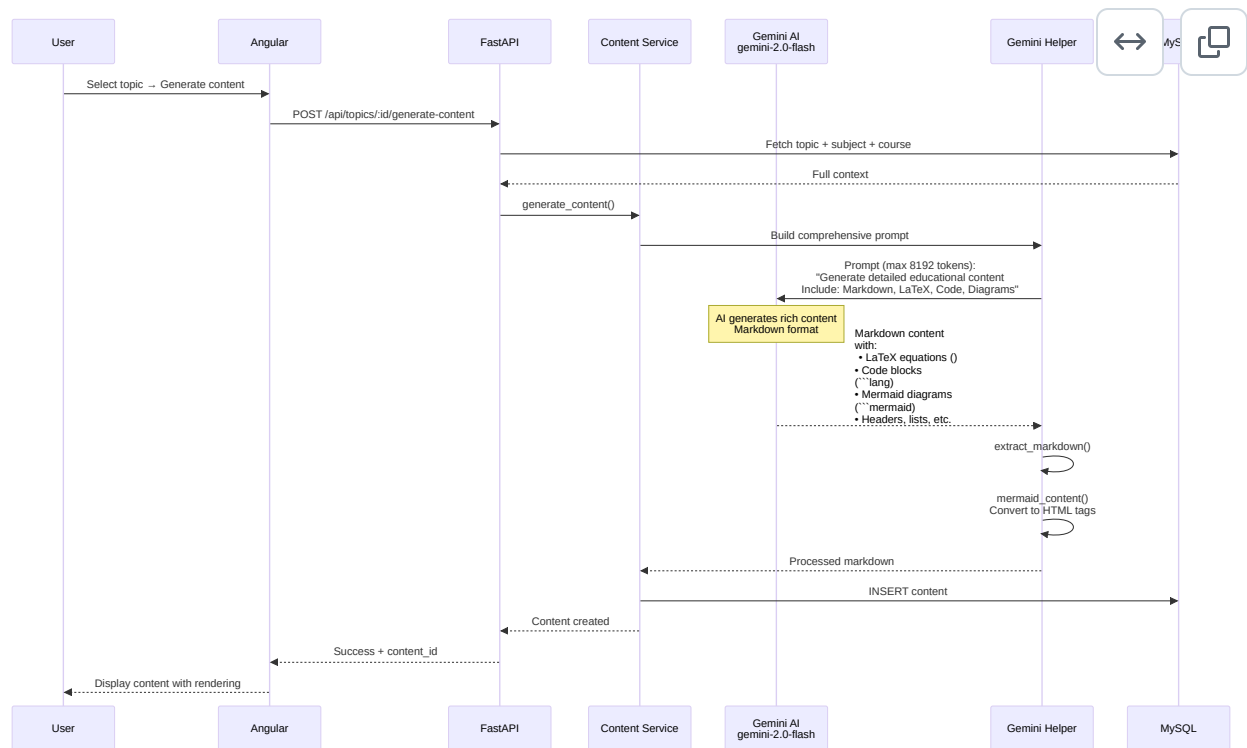 User
Angular
FastAPI
Content Service
Gemini AI
gemini-2.0-flash
Gemini Helper
Select topic → Generate content
POST /api/topics/:id/generate-content
Fetch topic + subject + course
Full context
generate_content()
Build comprehensive prompt
Prompt (max 8192 tokens):
"Generate detailed educational content
Include: Markdown, LaTeX, Code, Diagrams"
AI generates rich content
Markdown format
Markdown content
with:
• LaTeX equations ()
• Code blocks
(```lang)
• Mermaid diagrams
(```mermaid)
• Headers, lists, etc.
extract_markdown()
mermaid_content()
Convert to HTML tags
Processed markdown
INSERT content
Content created
Success + content_id
Display content with rendering
User
Angular
FastAPI
Content Service
Gemini AI
gemini-2.0-flash
Gemini Helper
MySQL